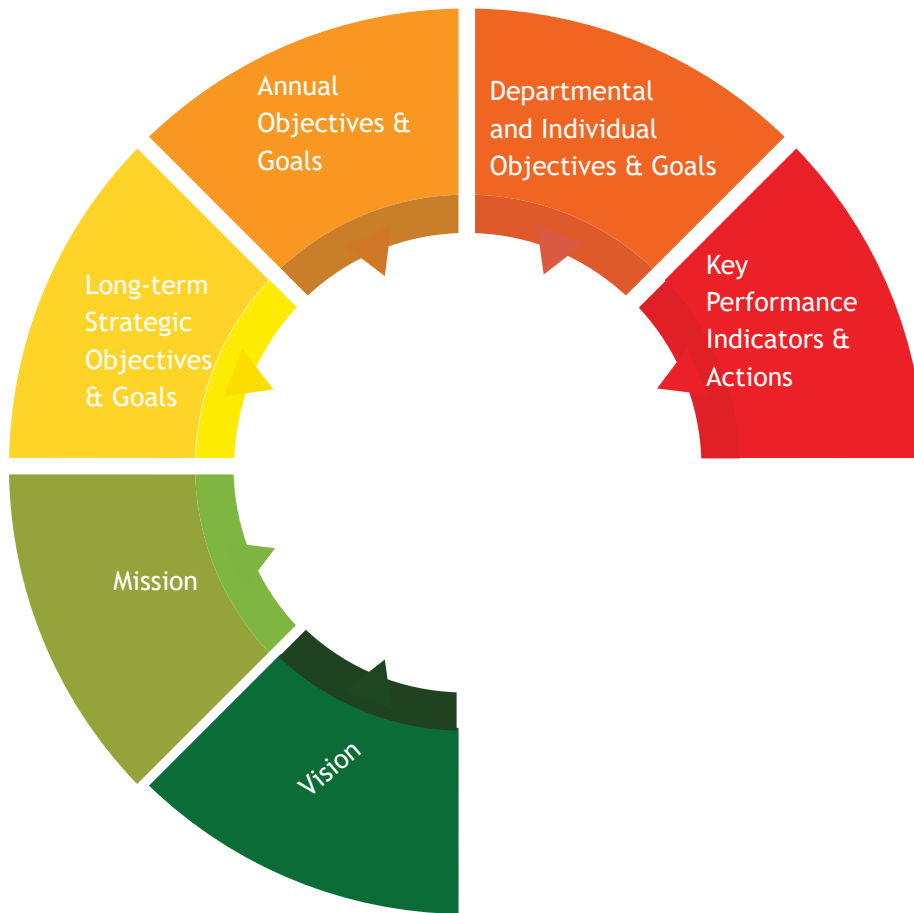 Annual
Objectives &
Goals
Departmental
and Individual
Objectives & Goals
Key
Performance
Indicators &
Actions
Long-term
Strategic
Objectives
& Goals
Mission
Vision